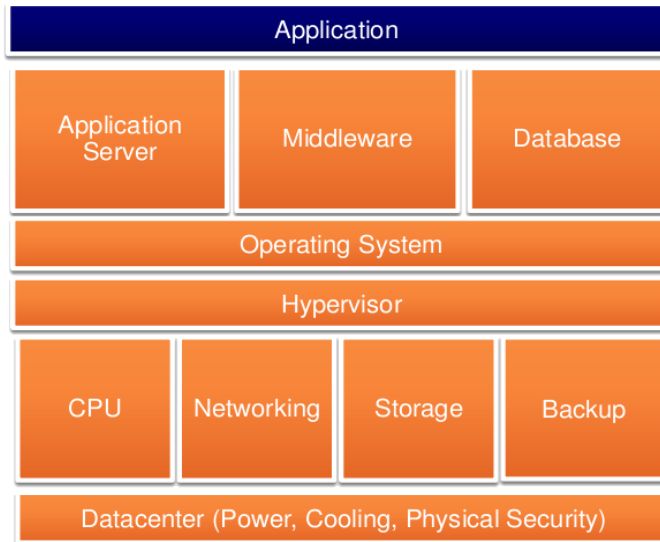 Application
Application
Server
Middleware
Database
Operating System
Hypervisor
CPU
Networking
Storage
Backup
Datacenter (Power, Cooling, Physical Security)